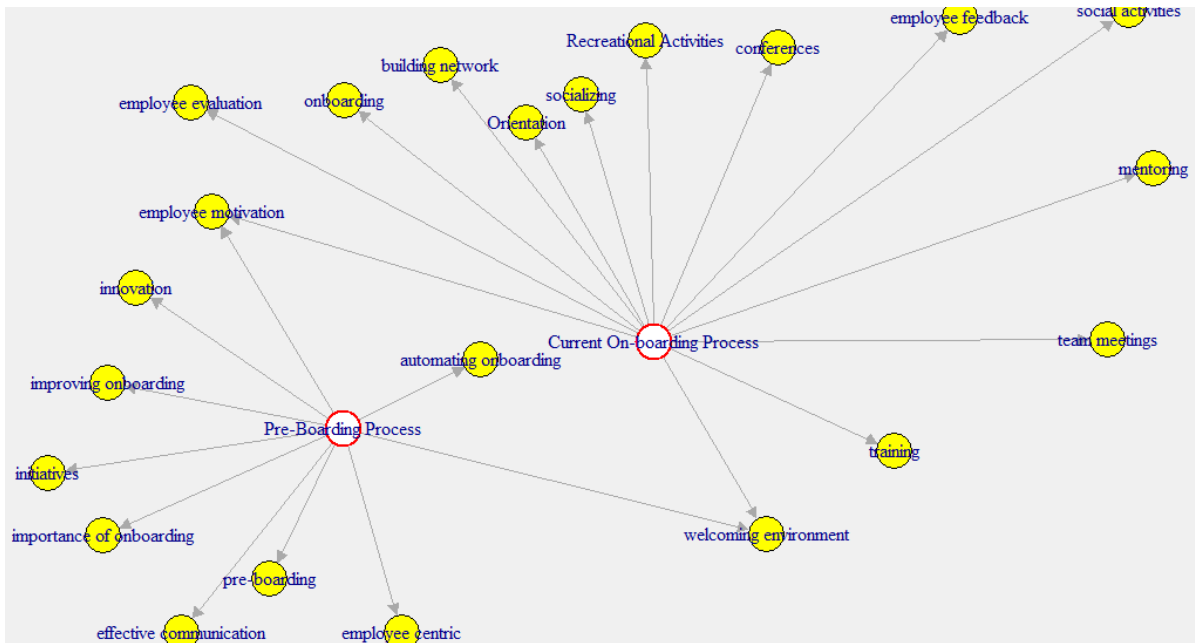 employee feedback
social activities
Recreational Activities
conferences
building network
employee evaluation
onboarding
socializing
Orientation
mentoring
employee motivation
innovation
Current On-boarding Process
team meetings
automating onboarding
improving onboarding
Pre-Boarding Process
training
initiatives
importance of onboarding
welcoming environment
pre-boarding
effective communication
employee centric